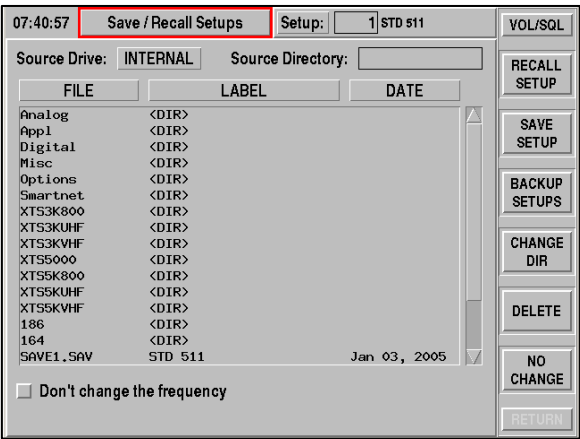 07:40:57 Save / Recall Setups Setup: 1 STD 511 VOL/SQL
Source Drive: INTERNAL Source Directory:
FILE LABEL DATE
Analog <DIR>
Appl <DIR>
Digital <DIR>
Misc <DIR>
Options <DIR>
Smartnet <DIR>
XTS3K800 <DIR>
XTS3KUHF <DIR>
XTS3KVHF <DIR>
XTS5000 <DIR>
XTS5K800 <DIR>
XTS5KUHF <DIR>
XTS5KVHF <DIR>
186 <DIR>
164 <DIR>
SAVE1.SAV STD 511 Jan 03, 2005
Don't change the frequency
RECALL
SETUP
SAVE
SETUP
BACKUP
SETUPS
CHANGE
DIR
DELETE
NO
CHANGE
RETURN